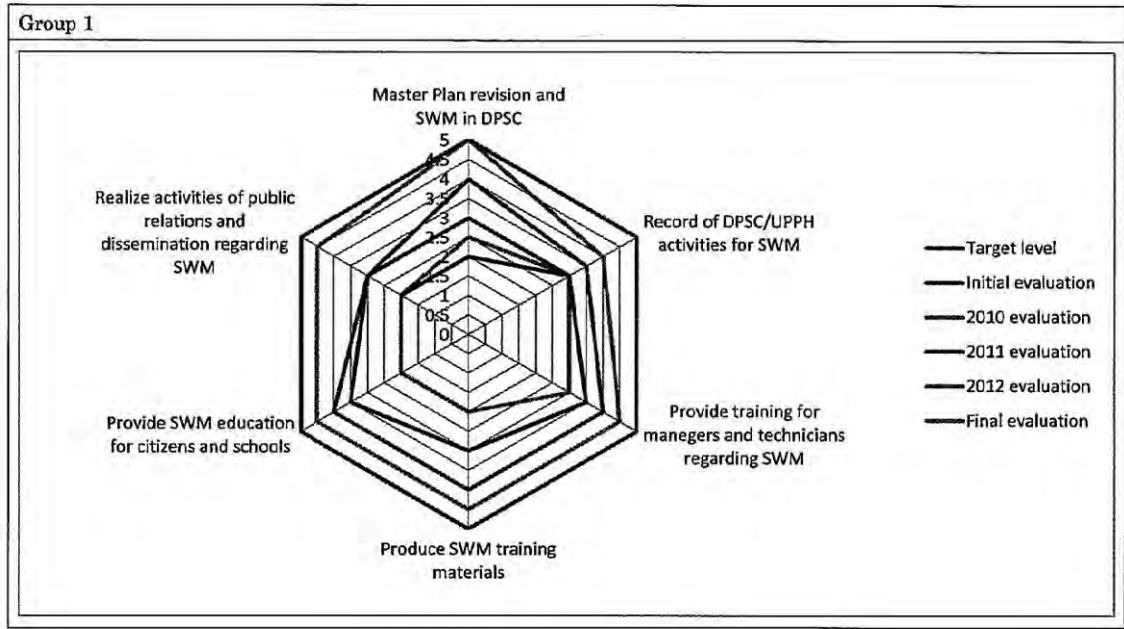 Group 1
Master Plan revision and
SWM in DPSC
5
4.5
4
3.5
3
2.5
2
1.5
1
0.5
0
Realize activities of public
relations and
dissemination regarding
SWM
Record of DPSC/UPPH
activities for SWM
Target level
Initial evaluation
2010 evaluation
2011 evaluation
2012 evaluation
Final evaluation
Provide SWM education
for citizens and schools
Provide training for
manegers and technicians
regarding SWM
Produce SWM training
materials